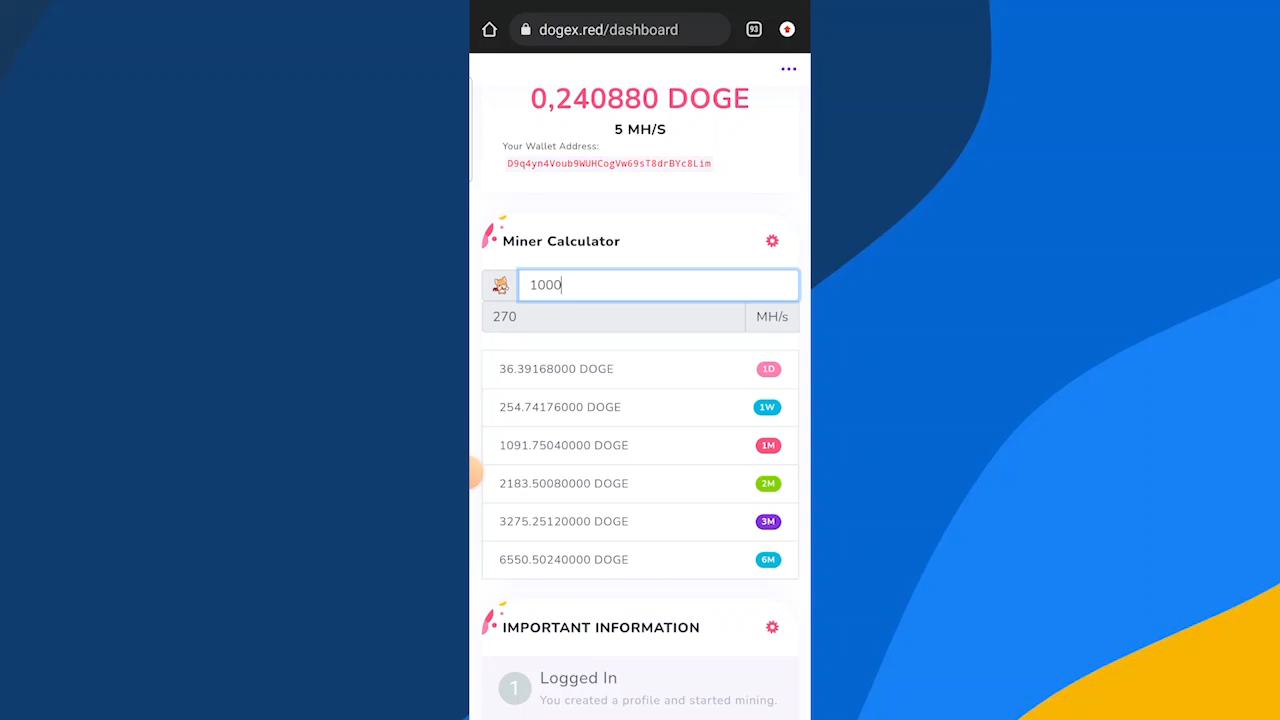 93
dogex.red/dashboard
0,240880 DOGE
5 MH/S
Your Wallet Address:
D9q4yn4Voub9WUHCogVw69sT8drBYc8Lim
Miner Calculator
1000
270 MH/s
36.39168000 DOGE 1D
254.74176000 DOGE 1W
1091.75040000 DOGE 1M
2183.50080000 DOGE 2M
3275.25120000 DOGE 3M
6550.50240000 DOGE 6M
IMPORTANT INFORMATION
1
Logged In
You created a profile and started mining.